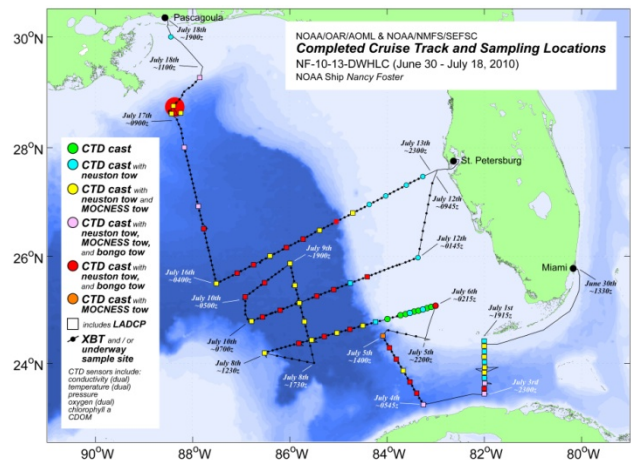 NOAA/OAR/AOML & NOAA/NMFS/SEFSC
Completed Cruise Track and Sampling Locations
NF-10-13-DWHLC (June 30 - July 18, 2010)
NOAA Ship Nancy Foster
30°N
28°N
26°N
24°N
Pascagoula
July 18th
~1900z
July 18th
~1100z
July 17th
~0900z
July 13th
~2300z
St. Petersburg
July 12th
~0945z
July 12th
~0145z
July 9th
~1900z
July 16th
~0400z
July 10th
~0500z
July 10th
~0700z
July 8th
~1230z
July 8th
~1730z
July 6th
~0215z
July 5th
~2200z
July 5th
~1400z
July 4th
~0545z
July 3rd
~2300z
July 1st
~1915z
Miami
June 30th
~1330z
CTD cast
CTD cast with
neuston tow
CTD cast with
neuston tow and
MOCNESS tow
CTD cast with
neuston tow,
MOCNESS tow,
and bongo tow
CTD cast with
neuston tow,
and bongo tow
CTD cast with
MOCNESS tow
includes LADCP
XBT and / or
underway
sample site
CTD sensors include:
conductivity (dual)
temperature (dual)
pressure
oxygen (dual)
chlorophyll a
CDOM
90°W
88°W
86°W
84°W
82°W
80°W